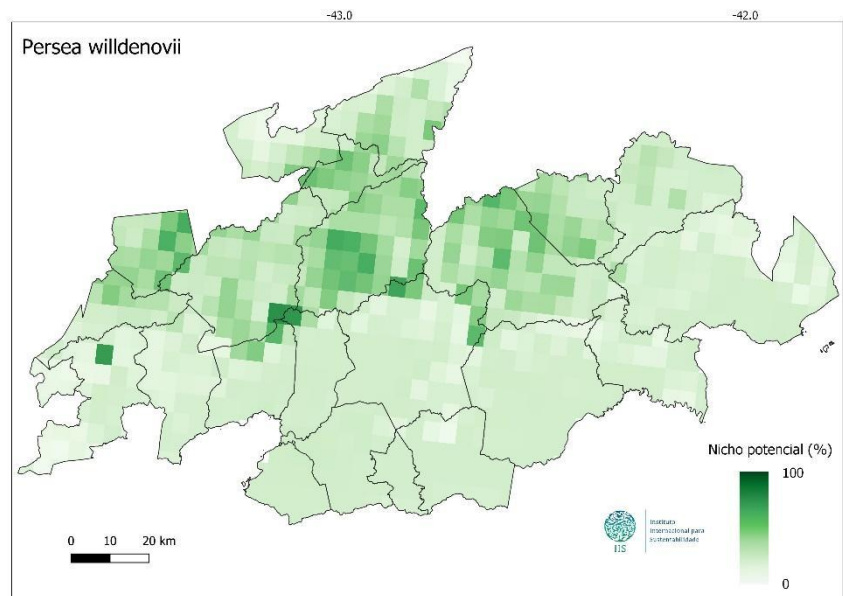 -43.0
-42.0
Persea willdenovii
Nicho potencial (%)
100
0
0 10 20 km
IIS
Instituto
Internacional para
Sustentabilidade